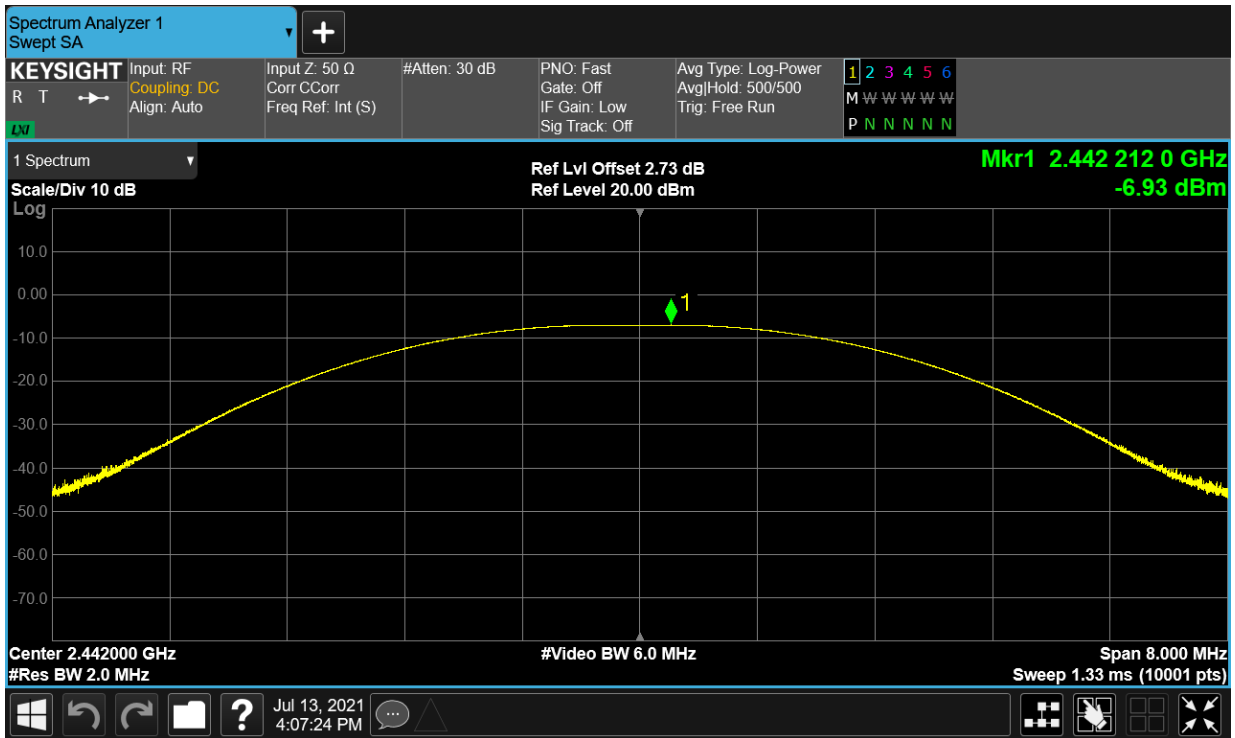 Spectrum Analyzer 1
Swept SA
+
KEYSIGHT
R T
LXI
Input: RF
Coupling: DC
Align: Auto
Input Z: 50 Ω
Corr CCorr
Freq Ref: Int (S)
#Atten: 30 dB
PNO: Fast
Gate: Off
IF Gain: Low
Sig Track: Off
Avg Type: Log-Power
Avg|Hold: 500/500
Trig: Free Run
1 2 3 4 5 6
M W W W W W
P N N N N N
1 Spectrum
Scale/Div 10 dB
Log
Ref Lvl Offset 2.73 dB
Ref Level 20.00 dBm
Mkr1 2.442 212 0 GHz
-6.93 dBm
10.0
0.00
-10.0
-20.0
-30.0
-40.0
-50.0
-60.0
-70.0
1
Center 2.442000 GHz
#Res BW 2.0 MHz
#Video BW 6.0 MHz
Span 8.000 MHz
Sweep 1.33 ms (10001 pts)
?
Jul 13, 2021
4:07:24 PM